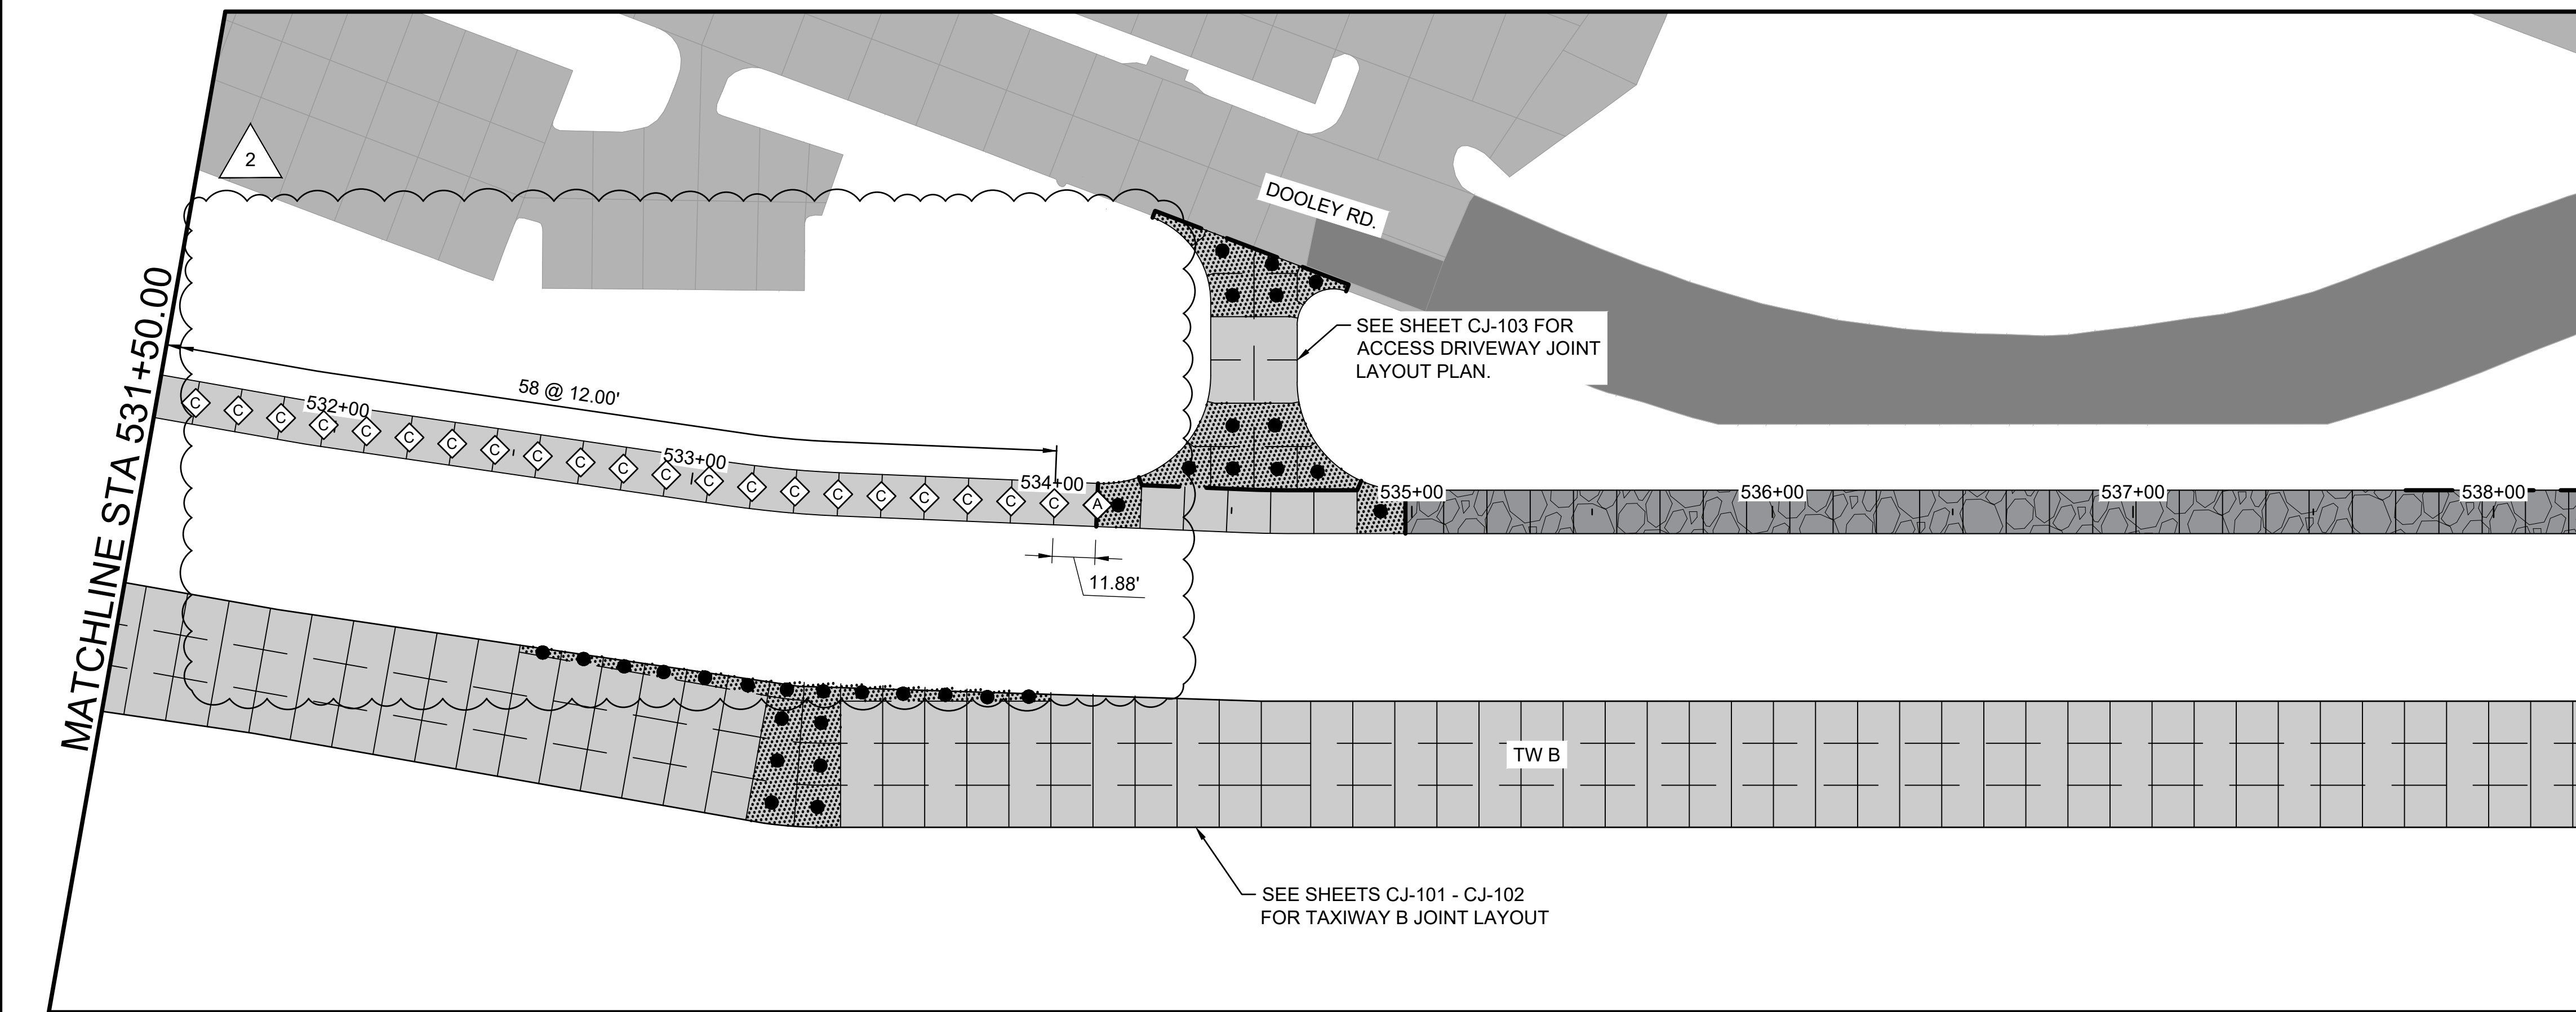 2
DOOLEY RD.
MATCHLINE STA 531+50.00
SEE SHEET CJ-103 FOR
ACCESS DRIVEWAY JOINT
LAYOUT PLAN.
58 @ 12.00'
532+00
533+00
534+00
535+00
536+00
537+00
538+00
C C C C C C C C C C C C C C C C C C C C C A
11.88'
TW B
SEE SHEETS CJ-101 - CJ-102
FOR TAXIWAY B JOINT LAYOUT